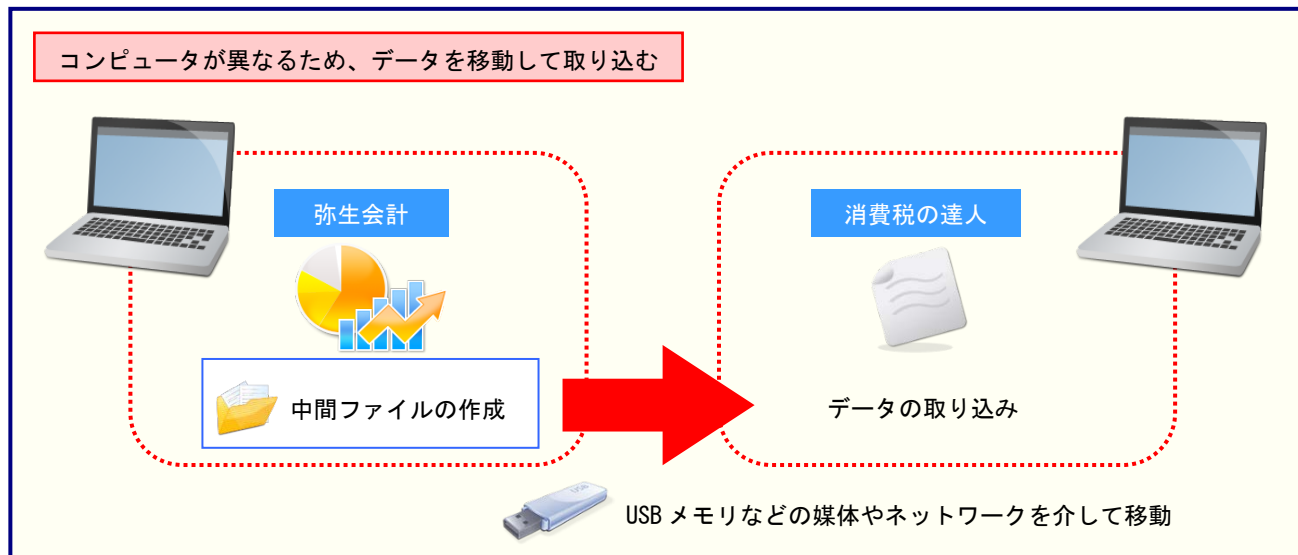 コンピュータが異なるため、データを移動して取り込む
弥生会計
消費税の達人
中間ファイルの作成
データの取り込み
USB
USB メモリなどの媒体やネットワークを介して移動